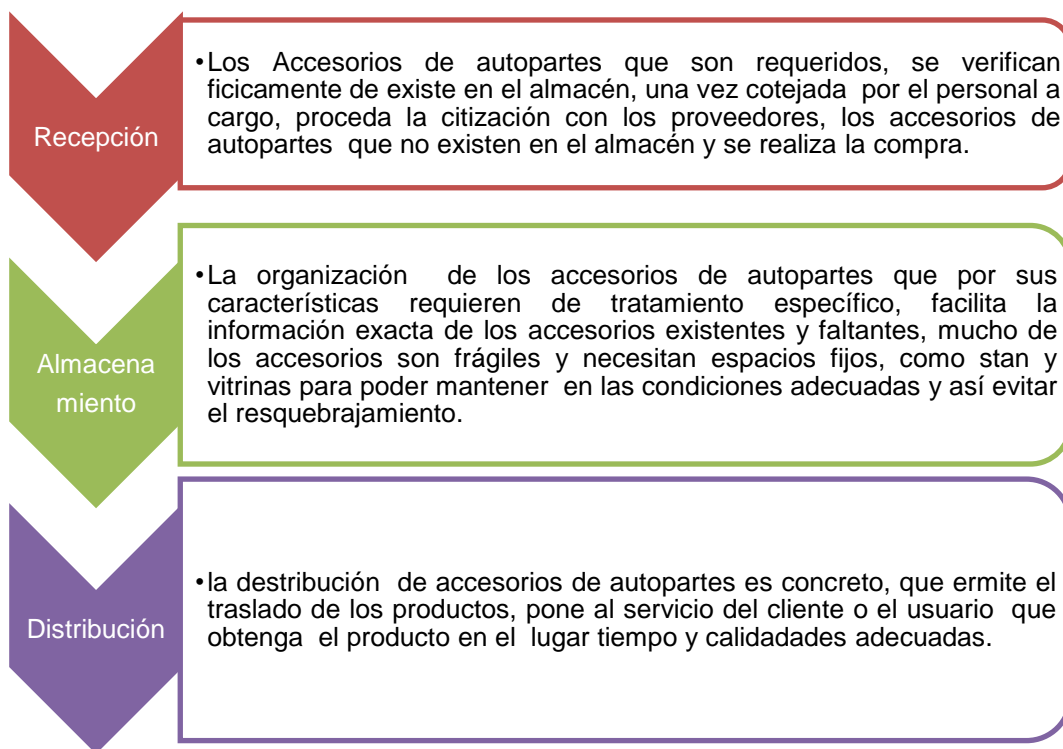 Recepción
•Los Accesorios de autopartes que son requeridos, se verifican
ficicamente de existe en el almacén, una vez cotejada por el personal a
cargo, proceda la citización con los proveedores, los accesorios de
autopartes que no existen en el almacén y se realiza la compra.
Almacena
miento
•La organización de los accesorios de autopartes que por sus
características requieren de tratamiento específico, facilita la
información exacta de los accesorios existentes y faltantes, mucho de
los accesorios son frágiles y necesitan espacios fijos, como stan y
vitrinas para poder mantener en las condiciones adecuadas y así evitar
el resquebrajamiento.
Distribución
•la destribución de accesorios de autopartes es concreto, que ermite el
traslado de los productos, pone al servicio del cliente o el usuario que
obtenga el producto en el lugar tiempo y calidadades adecuadas.